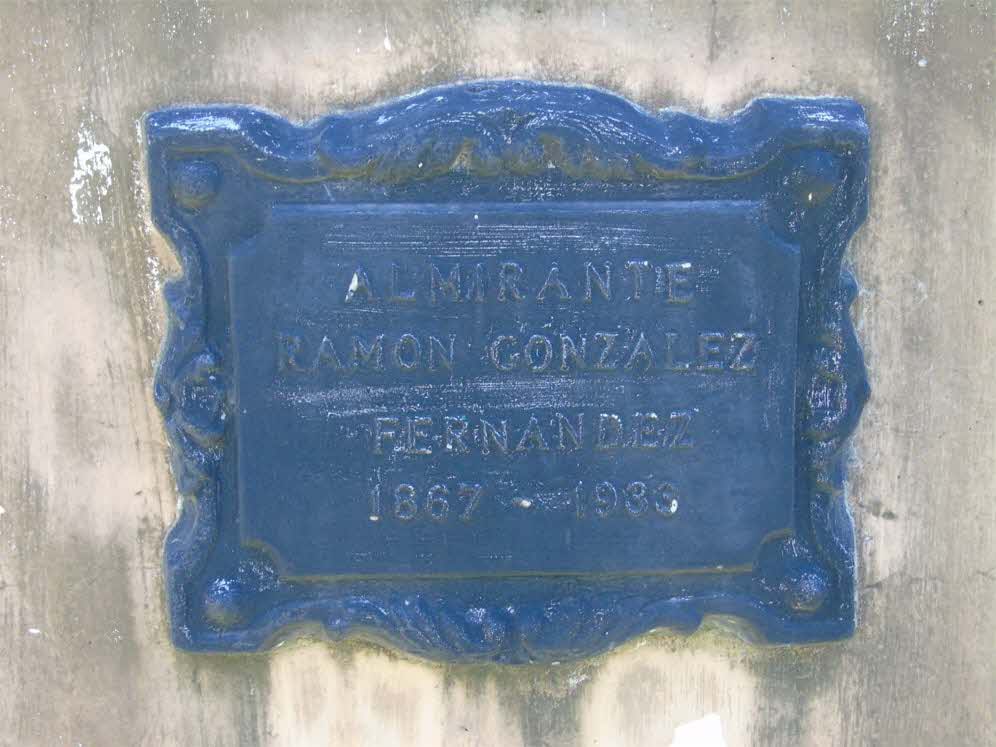 ALMIRANTE
RAMON GONZALEZ
FERNANDEZ
1867 - 1933